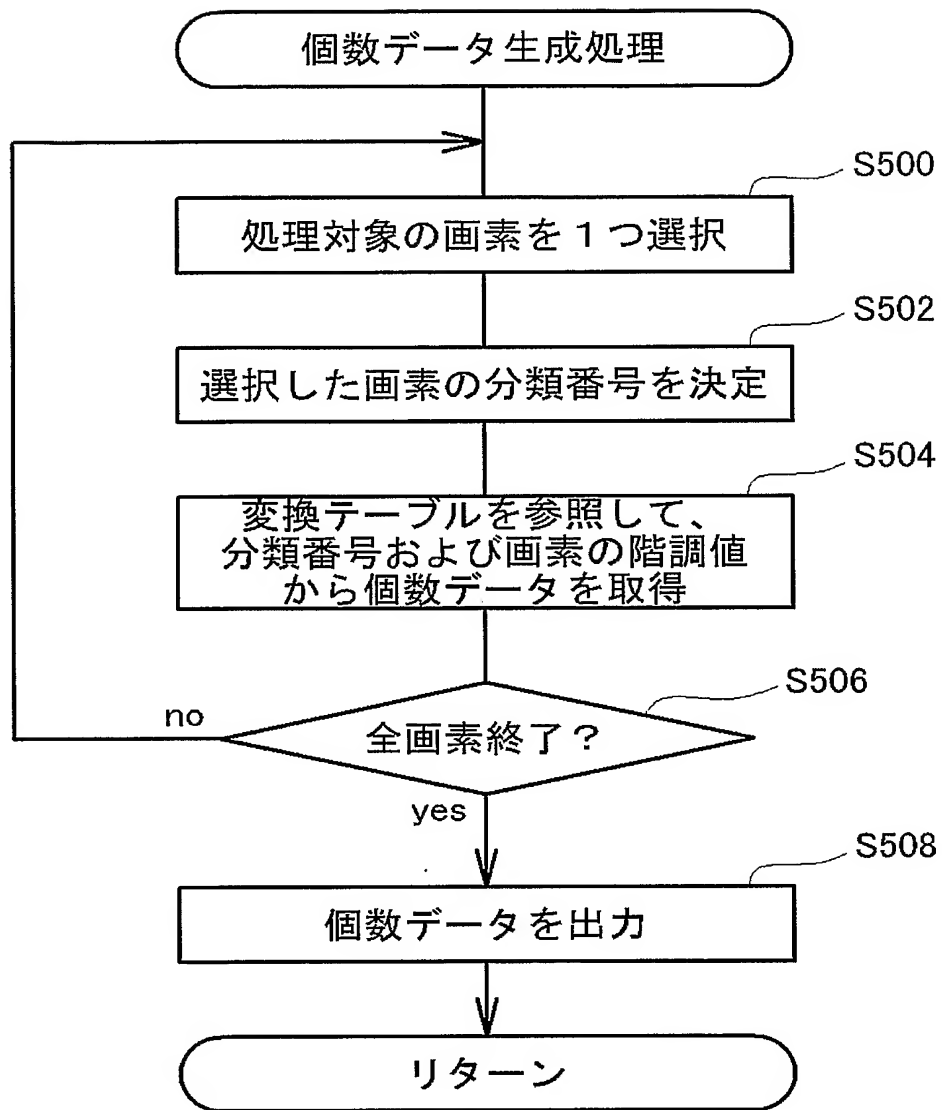 個数データ生成処理
S500
処理対象の画素を１つ選択
S502
選択した画素の分類番号を決定
S504
変換テーブルを参照して、
分類番号および画素の階調値
から個数データを取得
S506
全画素終了？
no
yes
S508
個数データを出力
リターン